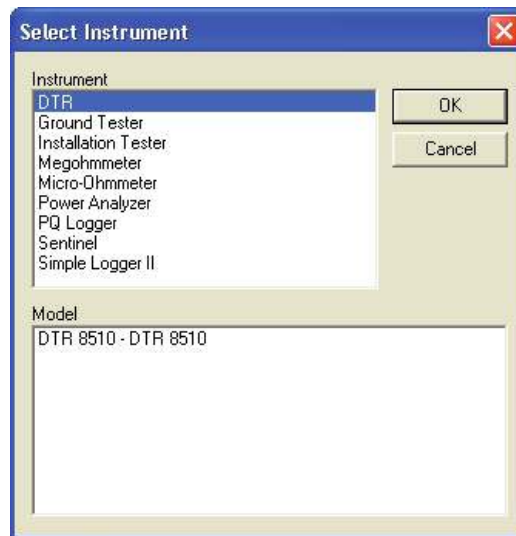 Select Instrument
Instrument
DTR
Ground Tester
Installation Tester
Megohmmeter
Micro-Ohmmeter
Power Analyzer
PQ Logger
Sentinel
Simple Logger II
OK
Cancel
Model
DTR 8510 - DTR 8510